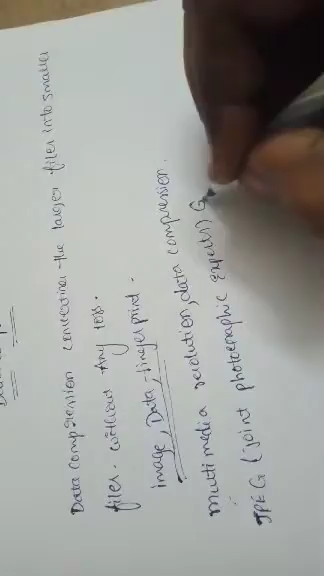 Data compression converting the larger files into smaller
files. without any loss.
image, Data, fingerprint.
multimedia revolution, data compression.
JPEG (joint photographic experts) G